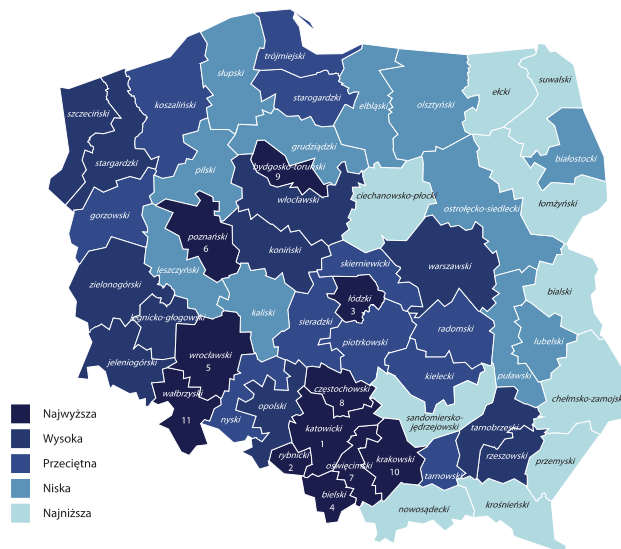 trójmiejski
słupski
suwalski
ełcki
koszaliński
starogardzki
elbląski
olsztyński
szczeciński
grudziądzki
białostocki
stargardzki
pilski
bydgosko-toruński
9
ciechanowsko-płocki
włocławski
łomżyński
ostrołęcko-siedlecki
gorzowski
poznański
6
koniński
skierniewicki
warszawski
leszczyński
zielonogórski
bialski
łódzki
3
kaliski
legnicko-głogowski
sieradzki
radomski
piotrkowski
lubelski
wrocławski
5
jeleniogórski
kielecki
puławski
wałbrzyski
11
częstochowski
8
opolski
chełmsko-zamojski
nyski
sandomiersko-
jędrzejowski
katowicki
1
tarnobrzeski
rybnicki
2
oświęcimski
7
krakowski
10
rzeszowski
przemyski
tarnowski
bielski
4
nowosądecki
krośnieński
Najwyższa
Wysoka
Przeciętna
Niska
Najniższa